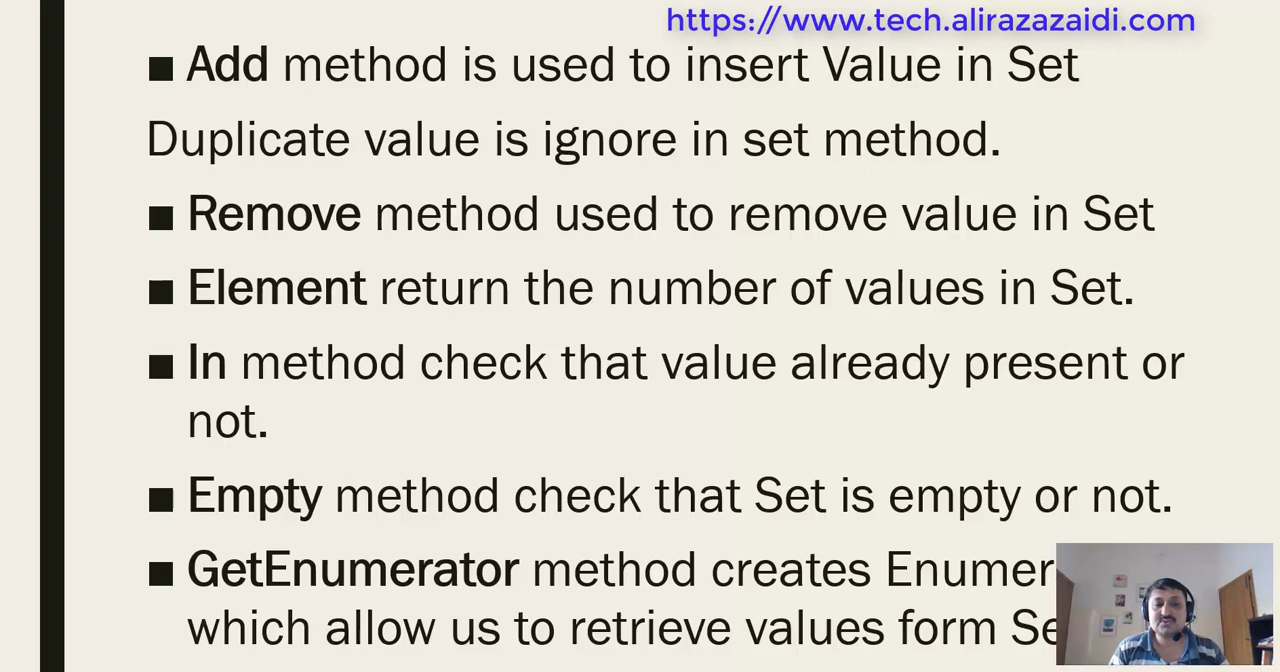 https://www.tech.alirazazaidi.com
■ Add method is used to insert Value in Set
Duplicate value is ignore in set method.
■ Remove method used to remove value in Set
■ Element return the number of values in Set.
■ In method check that value already present or
not.
■ Empty method check that Set is empty or not.
■ GetEnumerator method creates
which allow us to retrieve values form